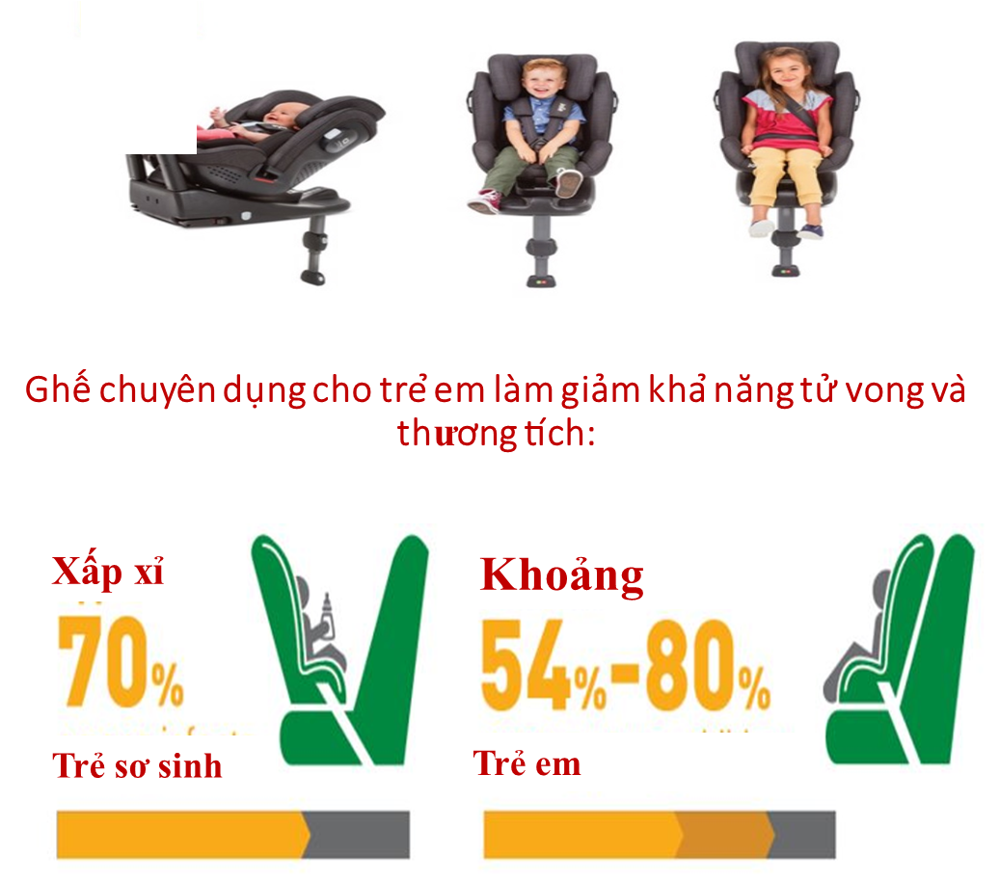 Ghế chuyên dụng cho trẻ em làm giảm khả năng tử vong và
thương tích:
Xấp xỉ
Khoảng
70%
54%-80%
Trẻ sơ sinh
Trẻ em